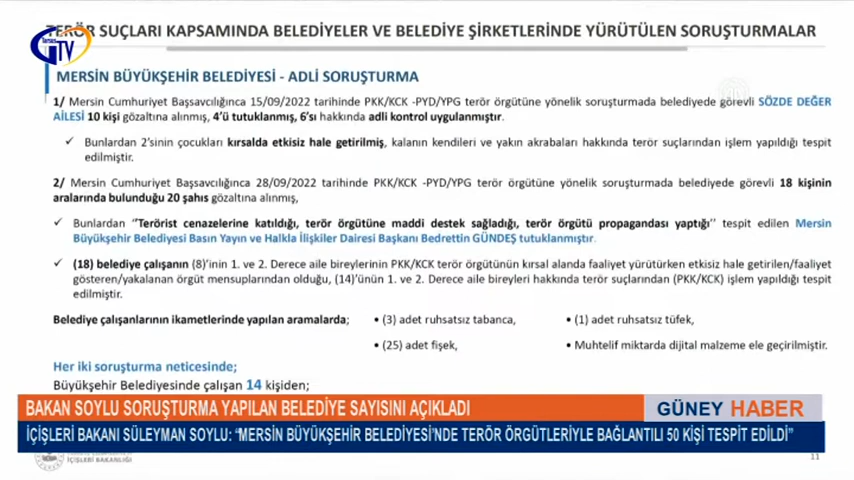 TERÖR SUÇLARI KAPSAMINDA BELEDİYELER VE BELEDİYE ŞİRKETLERİNDE YÜRÜTÜLEN SORUŞTURMALAR
GTV
MERSİN BÜYÜKŞEHİR BELEDİYESİ - ADLİ SORUŞTURMA
1/ Mersin Cumhuriyet Başsavcılığınca 15/09/2022 tarihinde PKK/KCK -PYD/YPG terör örgütüne yönelik soruşturmada belediyede görevli SÖZDE DEĞER
AİLESİ 10 kişi gözaltına alınmış, 4’ü tutuklanmış, 6’sı hakkında adli kontrol uygulanmıştır.
✓ Bunlardan 2’sinin çocukları kırsalda etkisiz hale getirilmiş, kalanın kendileri ve yakın akrabaları hakkında terör suçlarından işlem yapıldığı tespit
edilmiştir.
2/ Mersin Cumhuriyet Başsavcılığınca 28/09/2022 tarihinde PKK/KCK -PYD/YPG terör örgütüne yönelik soruşturmada belediyede görevli 18 kişinin
aralarında bulunduğu 20 şahıs gözaltına alınmış,
✓ Bunlardan ‘‘Terörist cenazelerine katıldığı, terör örgütüne maddi destek sağladığı, terör örgütü propagandası yaptığı’’ tespit edilen Mersin
Büyükşehir Belediyesi Basın Yayın ve Halkla İlişkiler Dairesi Başkanı Bedrettin GÜNDEŞ tutuklanmıştır.
✓ (18) belediye çalışanın (8)’inin 1. ve 2. Derece aile bireylerinin PKK/KCK terör örgütünün kırsal alanda faaliyet yürütürken etkisiz hale getirilen/faaliyet
gösteren/yakalanan örgüt mensuplarından olduğu, (14)’ünün 1. ve 2. Derece aile bireyleri hakkında terör suçlarından (PKK/KCK) işlem yapıldığı tespit
edilmiştir.
Belediye çalışanlarının ikametlerinde yapılan aramalarda; • (3) adet ruhsatsız tabanca, • (1) adet ruhsatsız tüfek,
• (25) adet fişek, • Muhtelif miktarda dijital malzeme ele geçirilmiştir.
Her iki soruşturma neticesinde;
Büyükşehir Belediyesinde çalışan 14 kişiden;
BAKAN SOYLU SORUŞTURMA YAPILAN BELEDİYE SAYISINI AÇIKLADI
GÜNEY HABER
İÇİŞLERİ BAKANI SÜLEYMAN SOYLU: “MERSİN BÜYÜKŞEHİR BELEDİYESİ’NDE TERÖR ÖRGÜTLERİYLE BAĞLANTILI 50 KİŞİ TESPİT EDİLDİ”
İÇİŞLERİ BAKANLIĞI
11